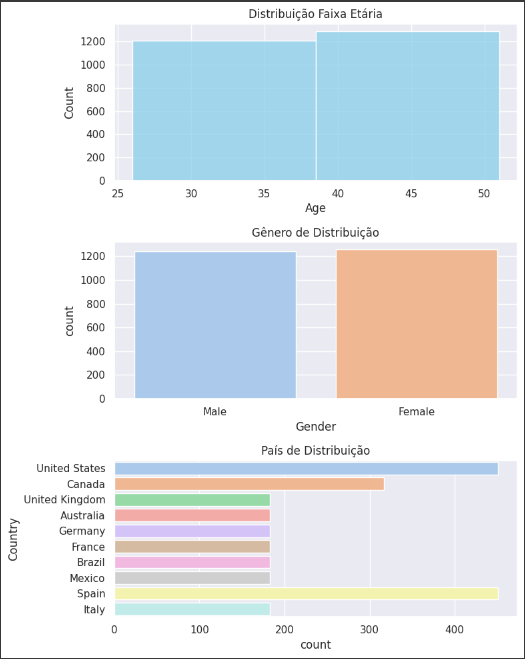 Distribuição Faixa Etária
1200
1000
800
600
400
200
0
Count
25 30 35 40 45 50
Age
Gênero de Distribuição
1200
1000
800
600
400
200
0
count
Male Female
Gender
País de Distribuição
United States
Canada
United Kingdom
Australia
Germany
France
Brazil
Mexico
Spain
Italy
Country
0 100 200 300 400
count